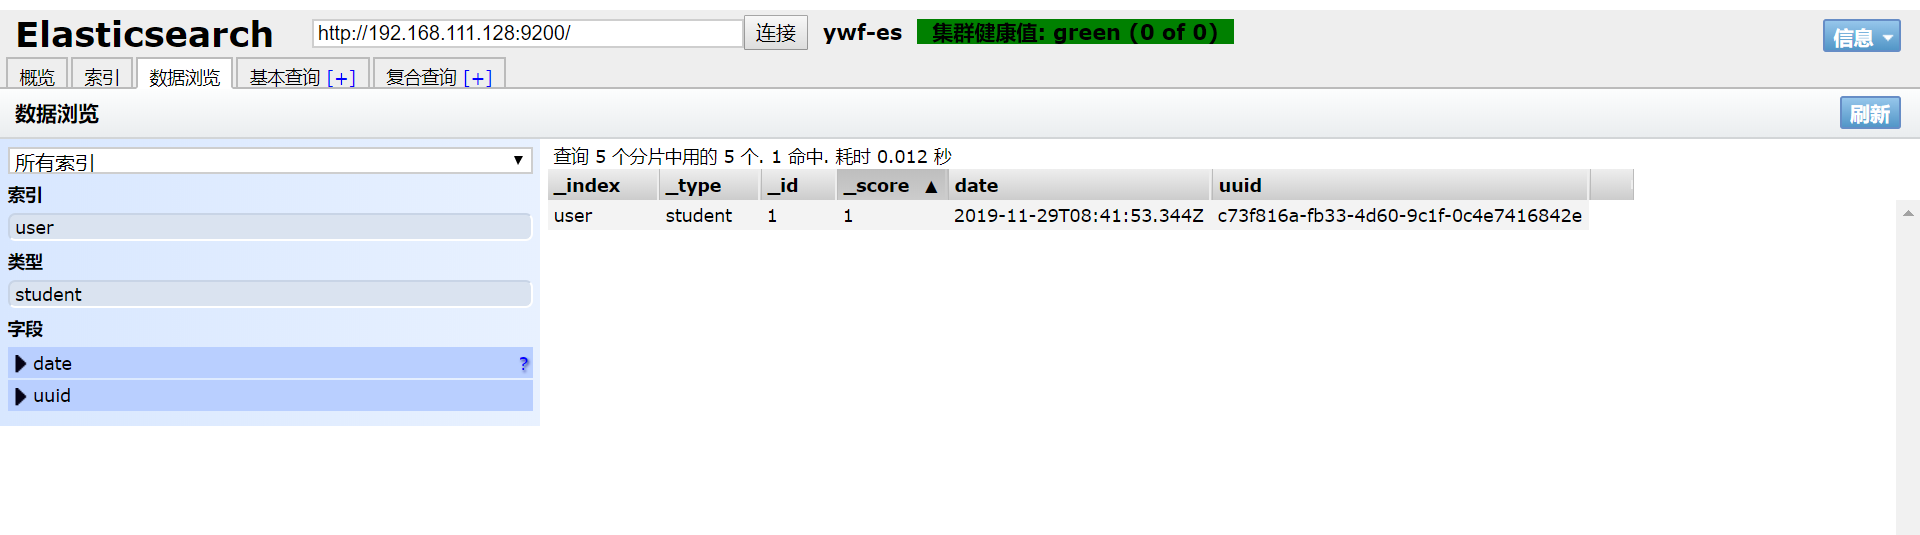 Elasticsearch http://192.168.111.128:9200/ 连接 ywf-es 集群健康值: green (0 of 0) 信息
概览 索引 数据浏览 基本查询 [+] 复合查询 [+]
数据浏览 刷新
所有索引
索引
user
类型
student
字段
date ?
uuid
查询 5 个分片中用的 5 个. 1 命中. 耗时 0.012 秒
_index _type _id _score ▲ date uuid
user student 1 1 2019-11-29T08:41:53.344Z c73f816a-fb33-4d60-9c1f-0c4e7416842e